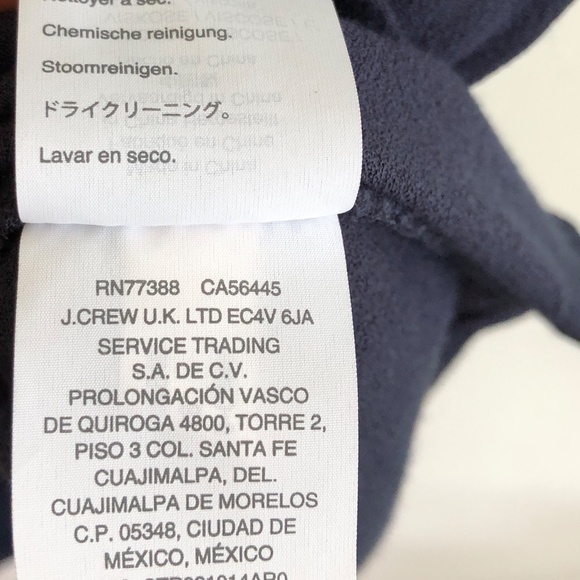 Nettoyer à sec.
Chemische reinigung.
Stoomreinigen.
ドライクリーニング。
Lavar en seco.
RN77388 CA56445
J.CREW U.K. LTD EC4V 6JA
SERVICE TRADING
S.A. DE C.V.
PROLONGACIÓN VASCO
DE QUIROGA 4800, TORRE 2,
PISO 3 COL. SANTA FE
CUAJIMALPA, DEL.
CUAJIMALPA DE MORELOS
C.P. 05348, CIUDAD DE
MÉXICO, MÉXICO